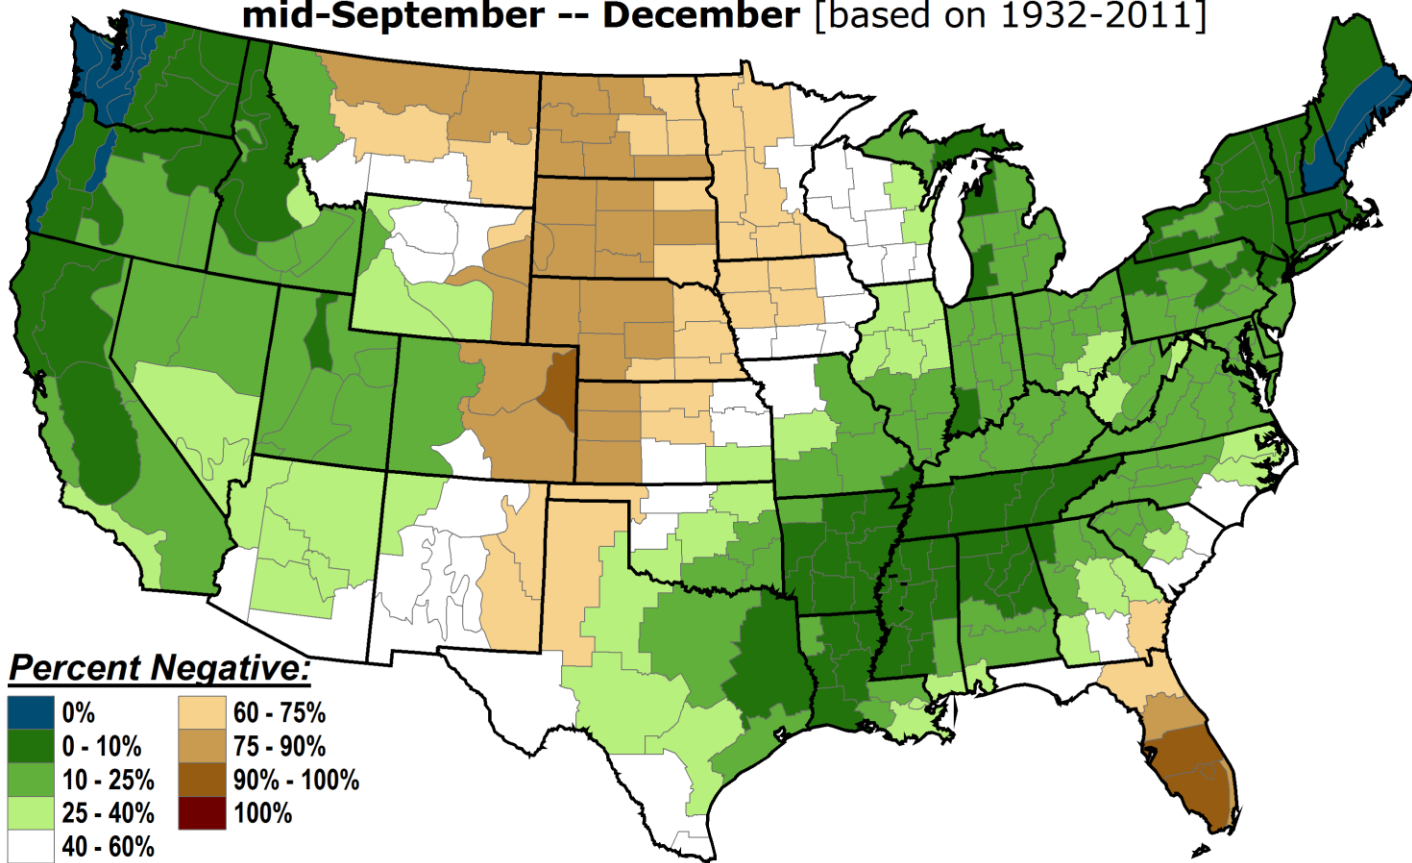 mid-September -- December [based on 1932-2011]
Percent Negative:
0%
0 - 10%
10 - 25%
25 - 40%
40 - 60%
60 - 75%
75 - 90%
90% - 100%
100%